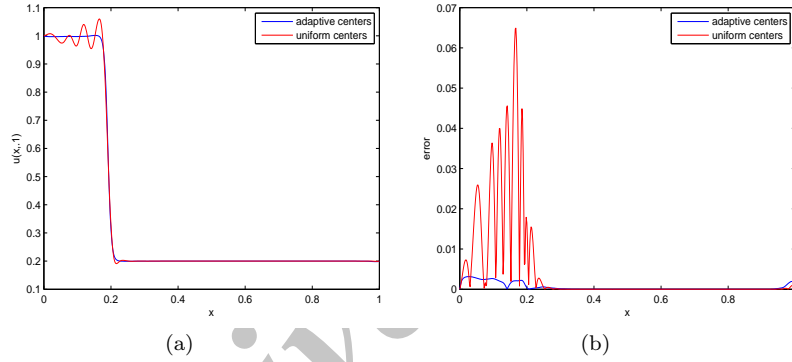 1.1
1
0.9
0.8
0.7
0.6
0.5
0.4
0.3
0.2
0.1
u(x,.1)
0 0.2 0.4 0.6 0.8 1
x
adaptive centers
uniform centers
(a)
0.07
0.06
0.05
0.04
0.03
0.02
0.01
0
error
0 0.2 0.4 0.6 0.8
x
adaptive centers
uniform centers
(b)